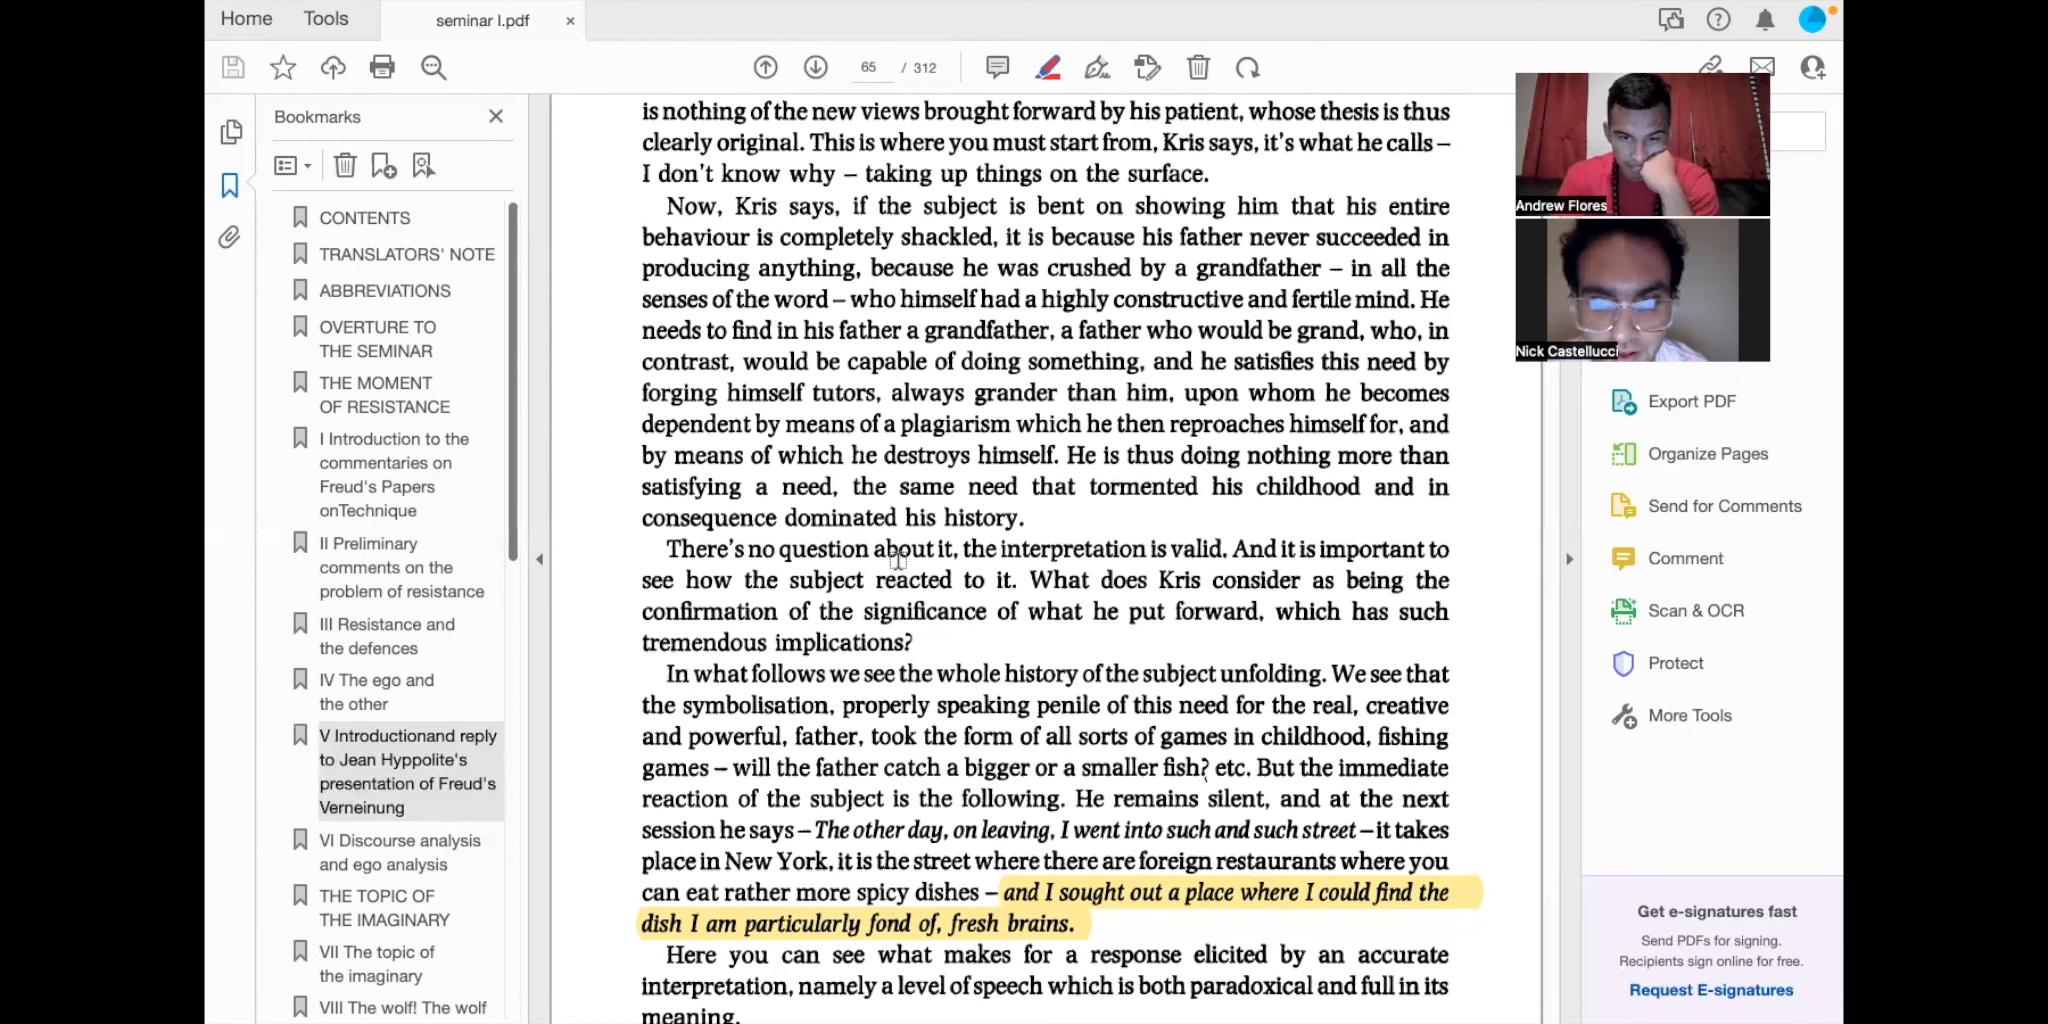 Home
Tools
seminar I.pdf
65 / 312
Bookmarks
CONTENTS
TRANSLATORS' NOTE
ABBREVIATIONS
OVERTURE TO
THE SEMINAR
THE MOMENT
OF RESISTANCE
I Introduction to the
commentaries on
Freud's Papers
onTechnique
II Preliminary
comments on the
problem of resistance
III Resistance and
the defences
IV The ego and
the other
V Introductionand reply
to Jean Hyppolite's
presentation of Freud's
Verneinung
VI Discourse analysis
and ego analysis
THE TOPIC OF
THE IMAGINARY
VII The topic of
the imaginary
VIII The wolf! The wolf
is nothing of the new views brought forward by his patient, whose thesis is thus
clearly original. This is where you must start from, Kris says, it's what he calls –
I don't know why – taking up things on the surface.
Now, Kris says, if the subject is bent on showing him that his entire
behaviour is completely shackled, it is because his father never succeeded in
producing anything, because he was crushed by a grandfather – in all the
senses of the word – who himself had a highly constructive and fertile mind. He
needs to find in his father a grandfather, a father who would be grand, who, in
contrast, would be capable of doing something, and he satisfies this need by
forging himself tutors, always grander than him, upon whom he becomes
dependent by means of a plagiarism which he then reproaches himself for, and
by means of which he destroys himself. He is thus doing nothing more than
satisfying a need, the same need that tormented his childhood and in
consequence dominated his history.
There's no question about it, the interpretation is valid. And it is important to
see how the subject reacted to it. What does Kris consider as being the
confirmation of the significance of what he put forward, which has such
tremendous implications?
In what follows we see the whole history of the subject unfolding. We see that
the symbolisation, properly speaking penile of this need for the real, creative
and powerful, father, took the form of all sorts of games in childhood, fishing
games – will the father catch a bigger or a smaller fish? etc. But the immediate
reaction of the subject is the following. He remains silent, and at the next
session he says – The other day, on leaving, I went into such and such street – it takes
place in New York, it is the street where there are foreign restaurants where you
can eat rather more spicy dishes – and I sought out a place where I could find the
dish I am particularly fond of, fresh brains.
Here you can see what makes for a response elicited by an accurate
interpretation, namely a level of speech which is both paradoxical and full in its
meaning.
Andrew Flores
Nick Castellucci
Export PDF
Organize Pages
Send for Comments
Comment
Scan & OCR
Protect
More Tools
Get e-signatures fast
Send PDFs for signing.
Recipients sign online for free.
Request E-signatures